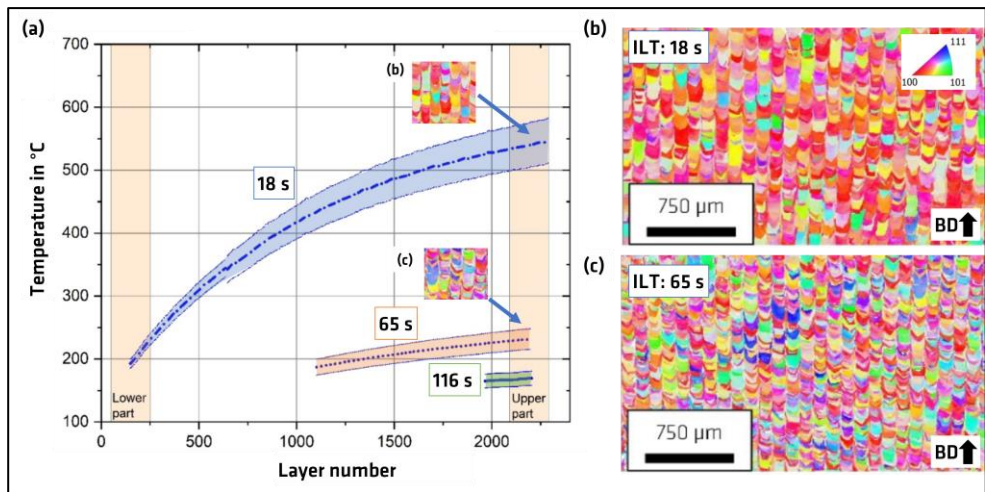 (a)
700
600
500
400
300
200
100
Temperature in °C
0
500
1000
1500
2000
Layer number
(b)
18 s
(c)
65 s
116 s
Lower
part
Upper
part
(b)
ILT: 18 s
111
100
101
750 µm
BD
(c)
ILT: 65 s
750 µm
BD